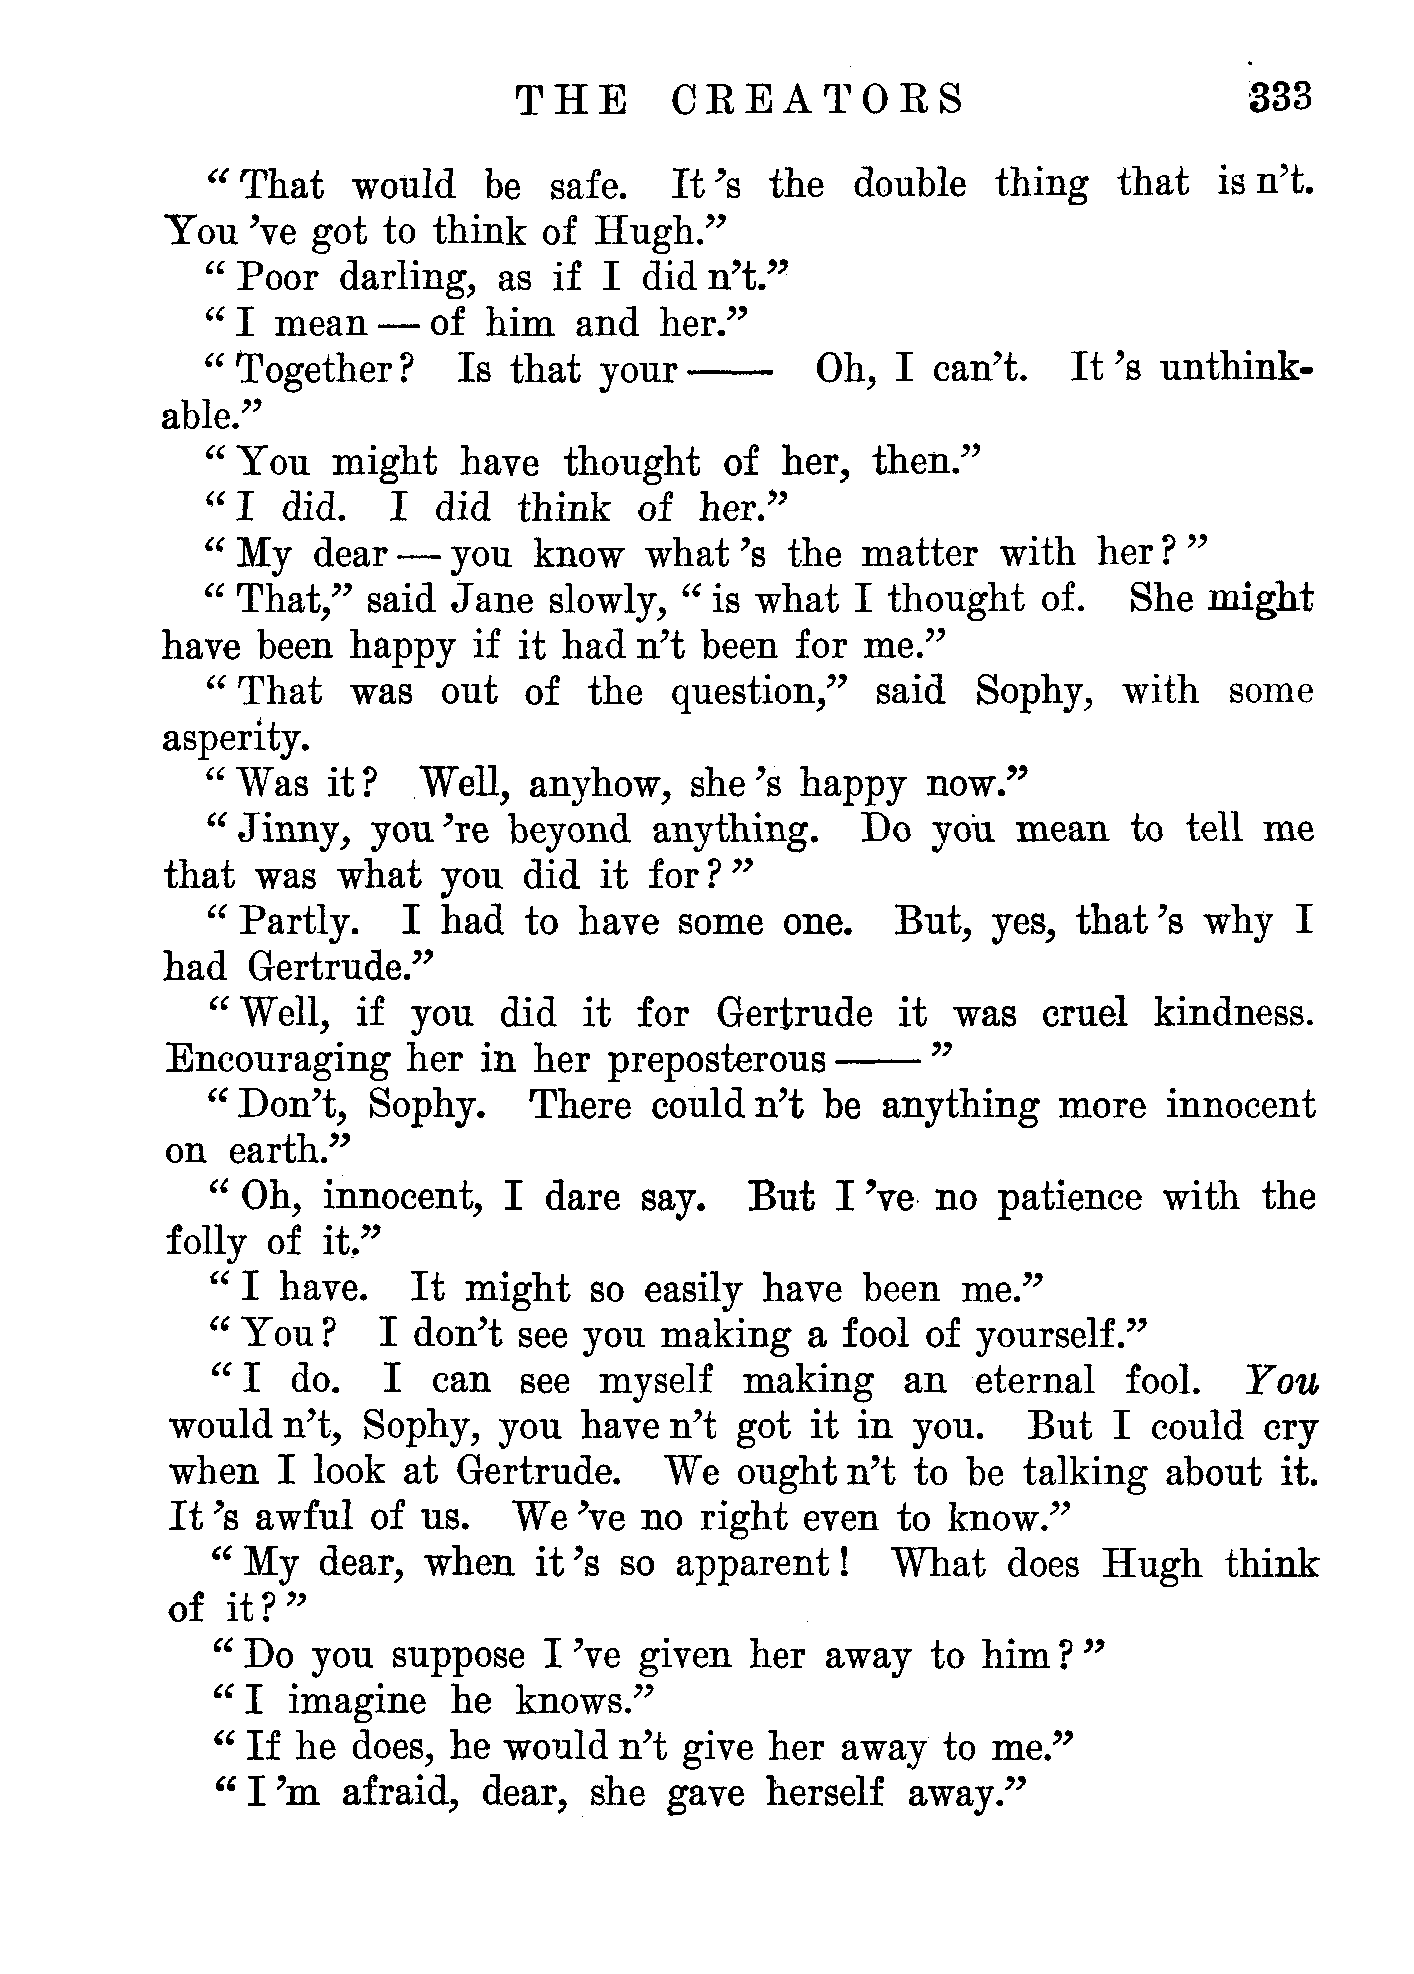 THE CREATORS 333
“That would be safe. It ’s the double thing that is n’t.
You ’ve got to think of Hugh.”
“Poor darling, as if I did n’t.”
“I mean — of him and her.”
“Together? Is that your —— Oh, I can’t. It ’s unthink-
able.”
“You might have thought of her, then.”
“I did. I did think of her.”
“My dear — you know what ’s the matter with her?”
“That,” said Jane slowly, “is what I thought of. She might
have been happy if it had n’t been for me.”
“That was out of the question,” said Sophy, with some
asperity.
“Was it? Well, anyhow, she ’s happy now.”
“Jinny, you ’re beyond anything. Do you mean to tell me
that was what you did it for?”
“Partly. I had to have some one. But, yes, that ’s why I
had Gertrude.”
“Well, if you did it for Gertrude it was cruel kindness.
Encouraging her in her preposterous ——”
“Don’t, Sophy. There could n’t be anything more innocent
on earth.”
“Oh, innocent, I dare say. But I ’ve no patience with the
folly of it.”
“I have. It might so easily have been me.”
“You? I don’t see you making a fool of yourself.”
“I do. I can see myself making an eternal fool. You
would n’t, Sophy, you have n’t got it in you. But I could cry
when I look at Gertrude. We ought n’t to be talking about it.
It ’s awful of us. We ’ve no right even to know.”
“My dear, when it ’s so apparent! What does Hugh think
of it?”
“Do you suppose I ’ve given her away to him?”
“I imagine he knows.”
“If he does, he would n’t give her away to me.”
“I ’m afraid, dear, she gave herself away.”